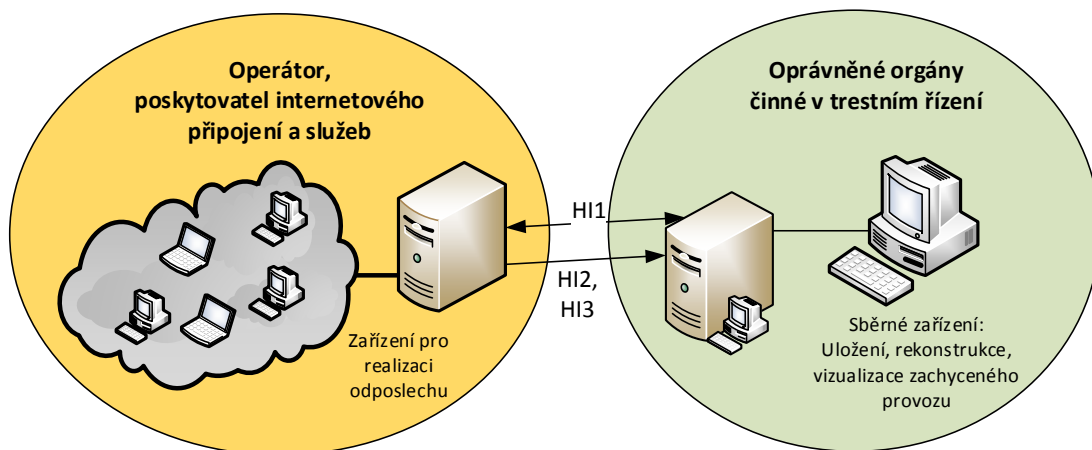 Operátor,
poskytovatel internetového
připojení a služeb
Oprávněné orgány
činné v trestním řízení
HI1
HI2,
HI3
Zařízení pro
realizaci
odposlechu
Sběrné zařízení:
Uložení, rekonstrukce,
vizualizace zachyceného
provozu